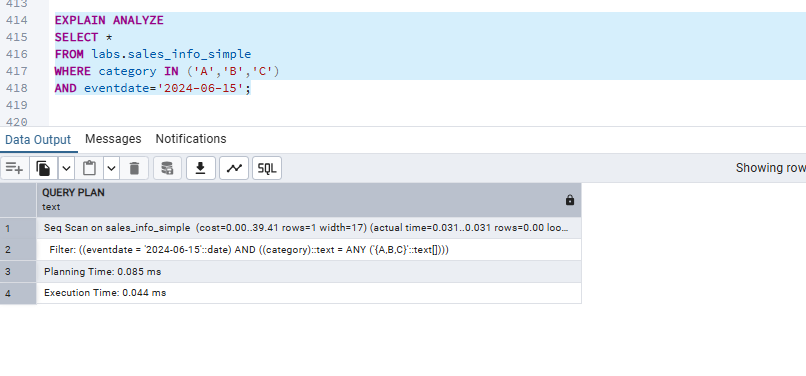 413
414 EXPLAIN ANALYZE
415 SELECT *
416 FROM labs.sales_info_simple
417 WHERE category IN ('A','B','C')
418 AND eventdate='2024-06-15';
419
420
Data Output Messages Notifications
SQL Showing row
QUERY PLAN
text
1 Seq Scan on sales_info_simple (cost=0.00..39.41 rows=1 width=17) (actual time=0.031..0.031 rows=0.00 loo...
2 Filter: ((eventdate = '2024-06-15'::date) AND ((category)::text = ANY ('{A,B,C}'::text[])))
3 Planning Time: 0.085 ms
4 Execution Time: 0.044 ms